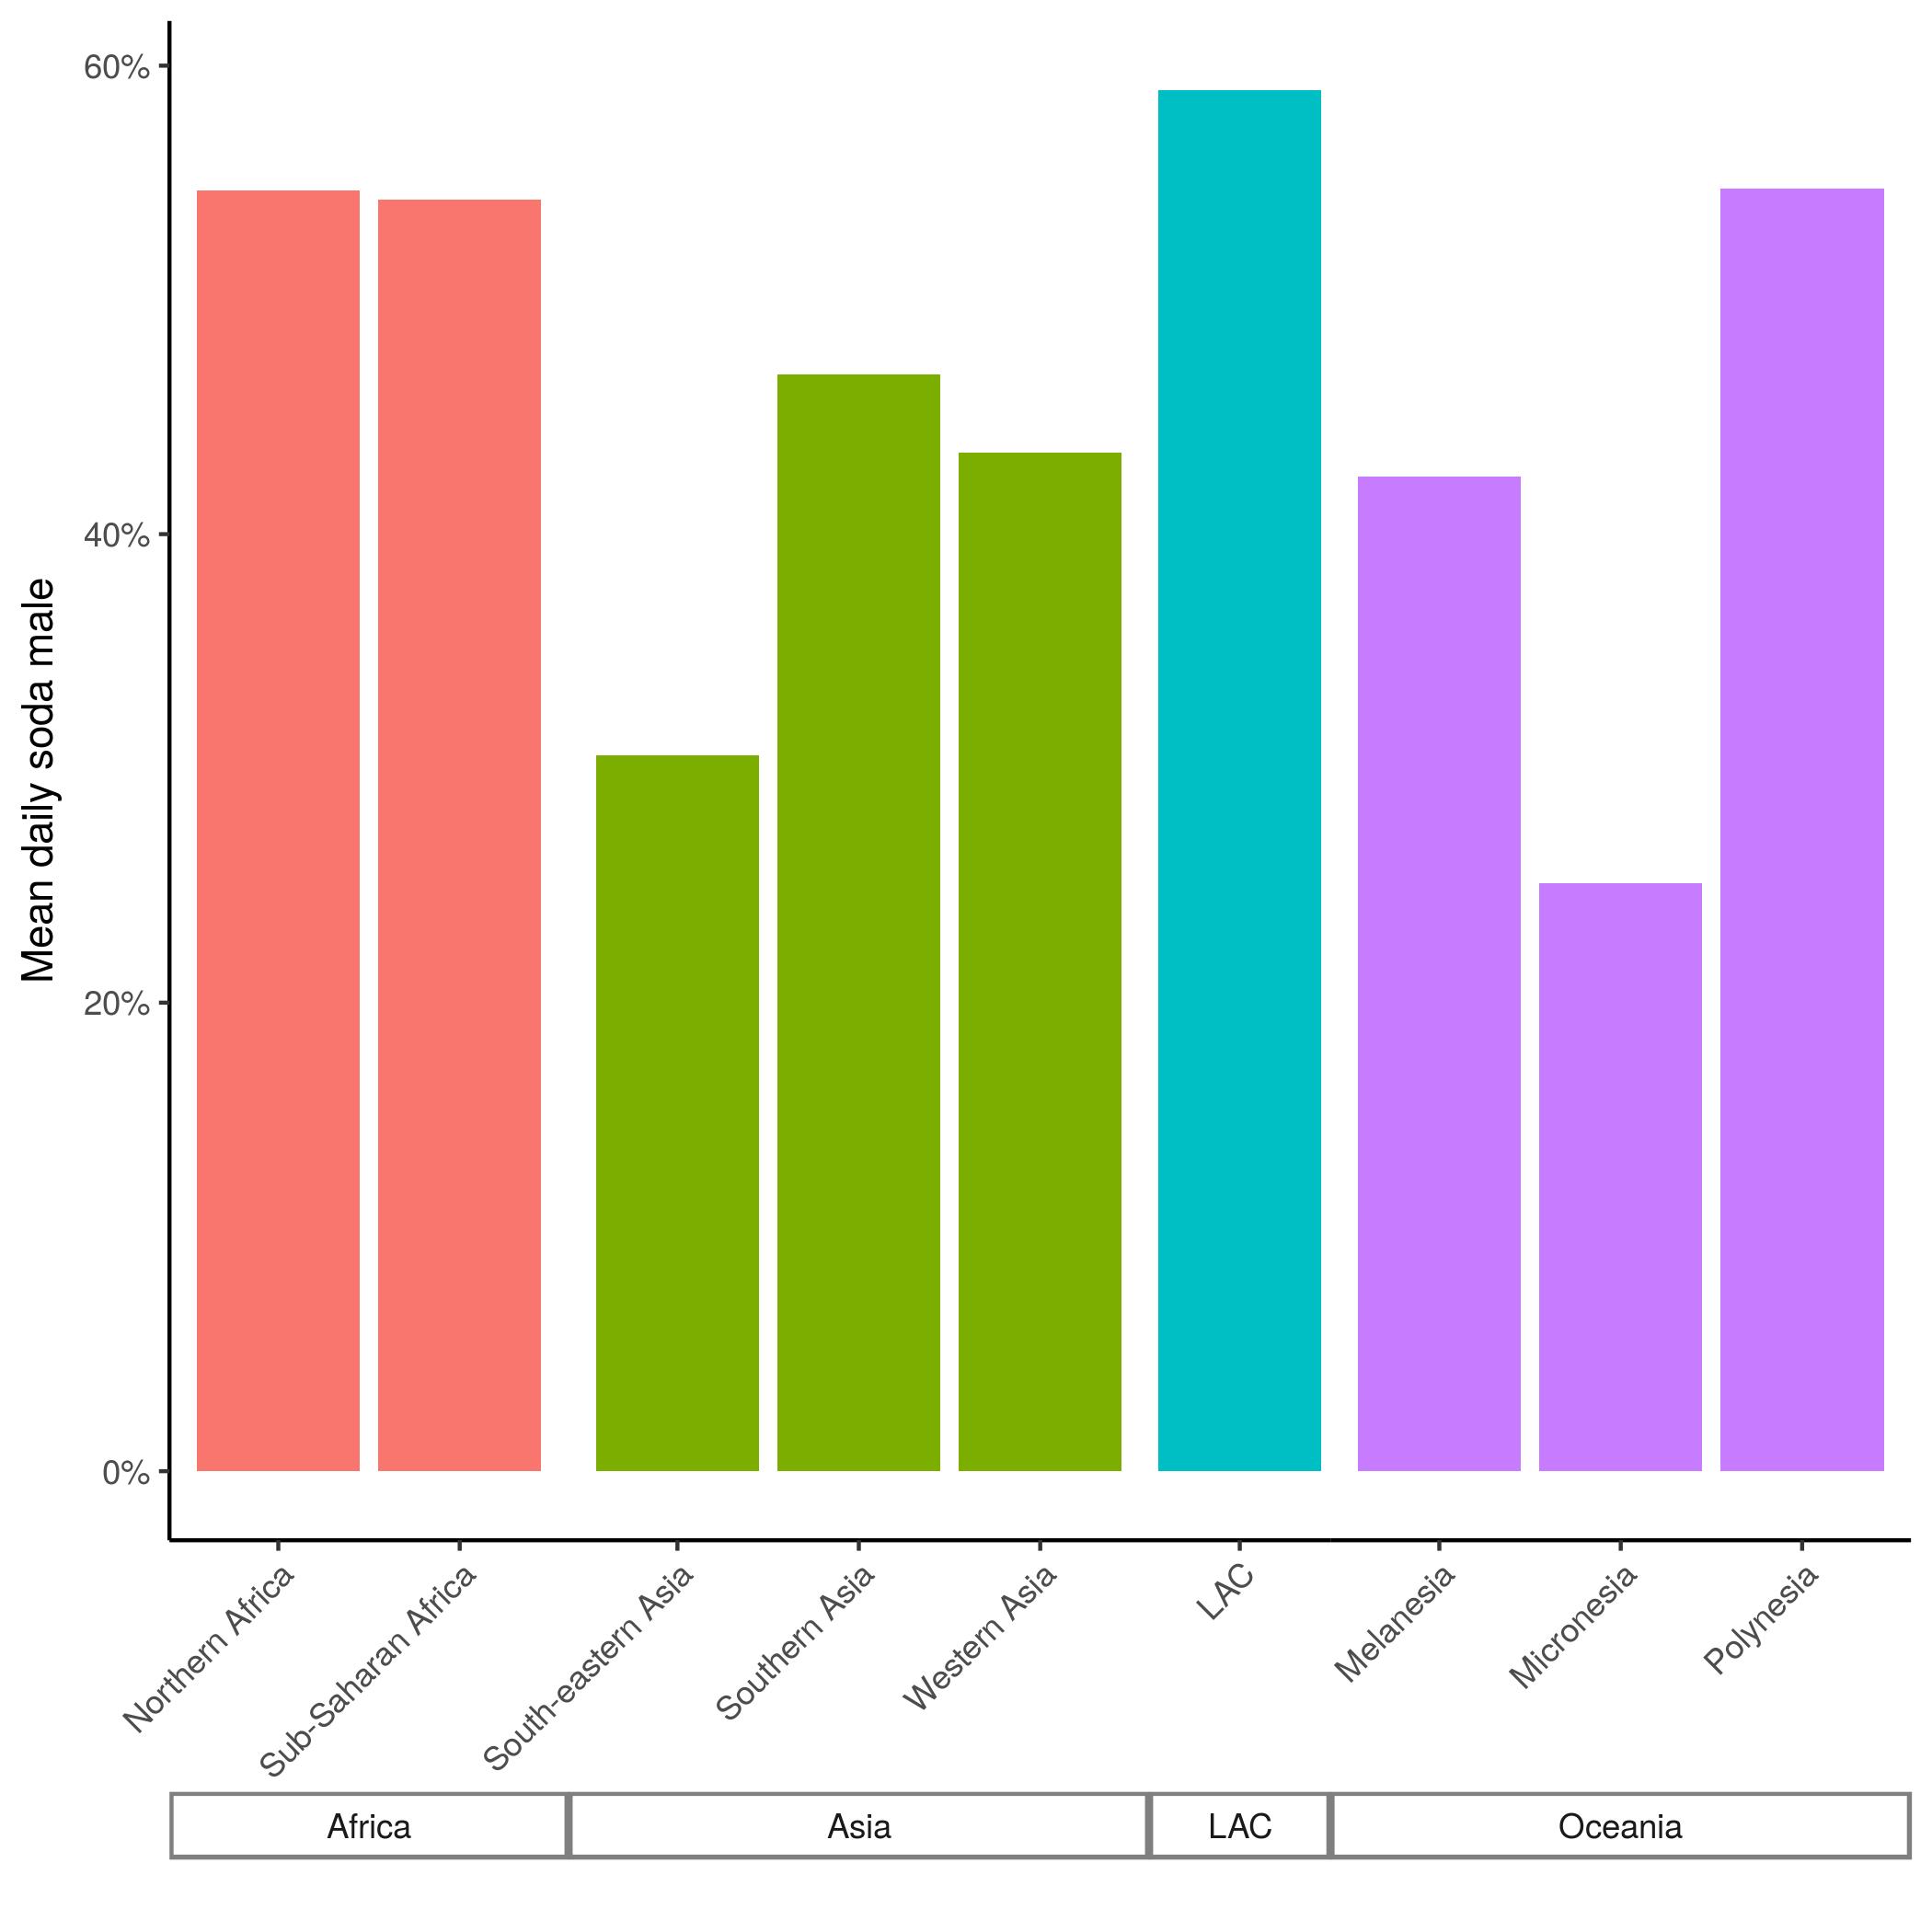 Mean daily soda male
60%
40%
20%
0%
Northern Africa
Sub-Saharan Africa
South-eastern Asia
Southern Asia
Western Asia
LAC
Melanesia
Micronesia
Polynesia
Africa
Asia
LAC
Oceania